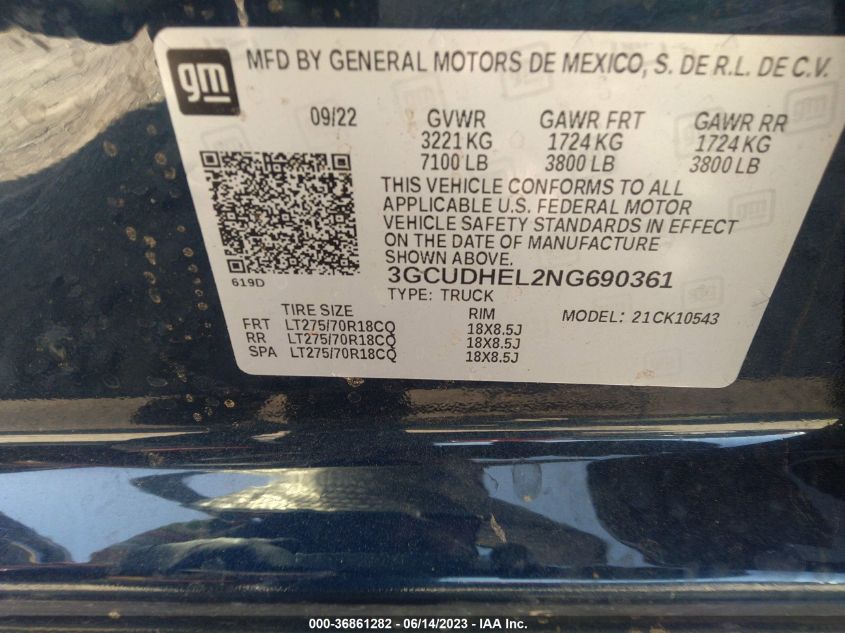 gm MFD BY GENERAL MOTORS DE MEXICO, S. DE R.L. DE C.V.
09/22 GVWR GAWR FRT GAWR RR
3221 KG 1724 KG 1724 KG
7100 LB 3800 LB 3800 LB
THIS VEHICLE CONFORMS TO ALL
APPLICABLE U.S. FEDERAL MOTOR
VEHICLE SAFETY STANDARDS IN EFFECT
ON THE DATE OF MANUFACTURE
SHOWN ABOVE.
619D 3GCUDHEL2NG690361
TYPE: TRUCK
TIRE SIZE RIM MODEL: 21CK10543
FRT LT275/70R18CQ 18X8.5J
RR LT275/70R18CQ 18X8.5J
SPA LT275/70R18CQ 18X8.5J
000-36861282 - 06/14/2023 - IAA Inc.